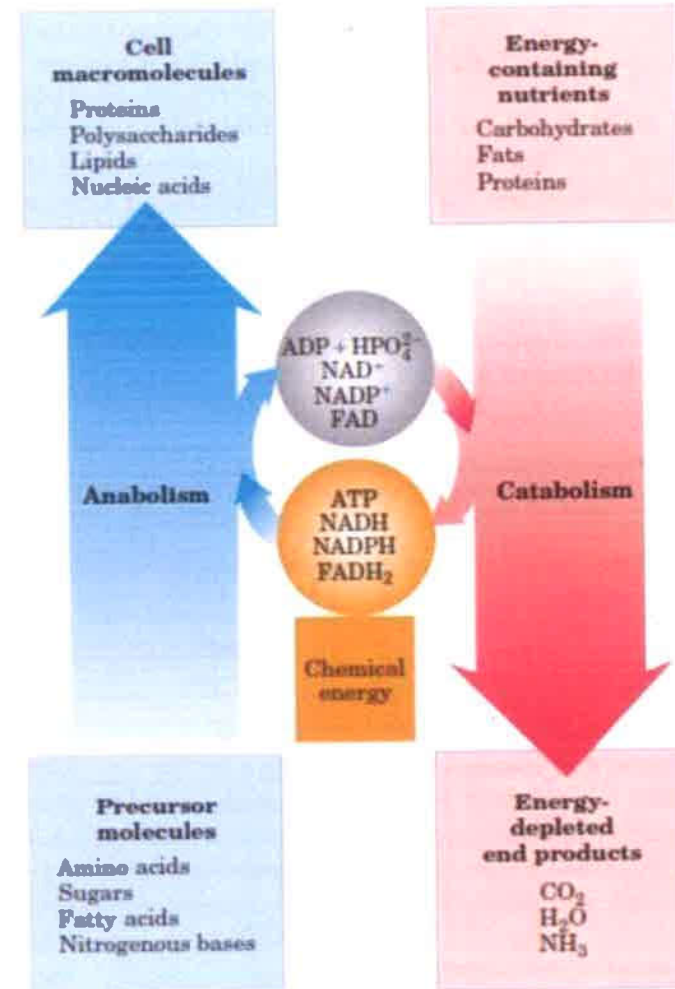 Cell
macromolecules
Proteins
Polysaccharides
Lipids
Nucleic acids
Energy-
containing
nutrients
Carbohydrates
Fats
Proteins
ADP + HPO₄²⁻
NAD⁺
NADP⁺
FAD
Anabolism
ATP
NADH
NADPH
FADH₂
Catabolism
Chemical
energy
Precursor
molecules
Amino acids
Sugars
Fatty acids
Nitrogenous bases
Energy-
depleted
end products
CO₂
H₂O
NH₃